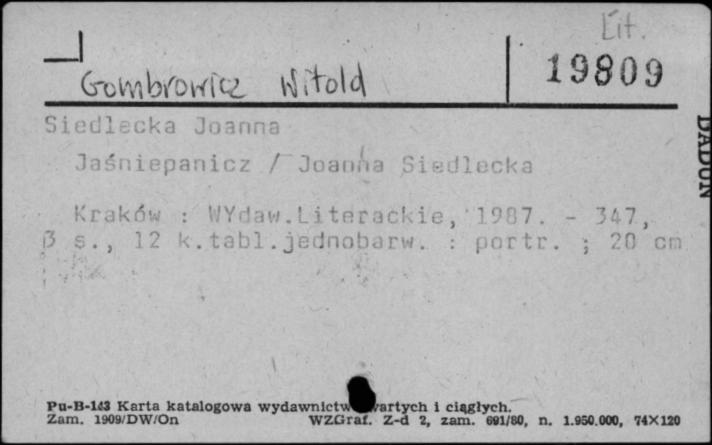 Lit.
Gombrowicz Witold
19809
Siedlecka Joanna
Jaśniepanicz / Joanna Siedlecka
Kraków : WYdaw.Literackie, 1987. - 347,
3 s., 12 k.tabl.jednobarw. : portr. ; 20 cm
Pu-B-143 Karta katalogowa wydawnictw zwartych i ciągłych.
Zam. 1909/DW/On WZGraf. Z-d 2, zam. 691/80, n. 1.950.000, 74X120
DADUN